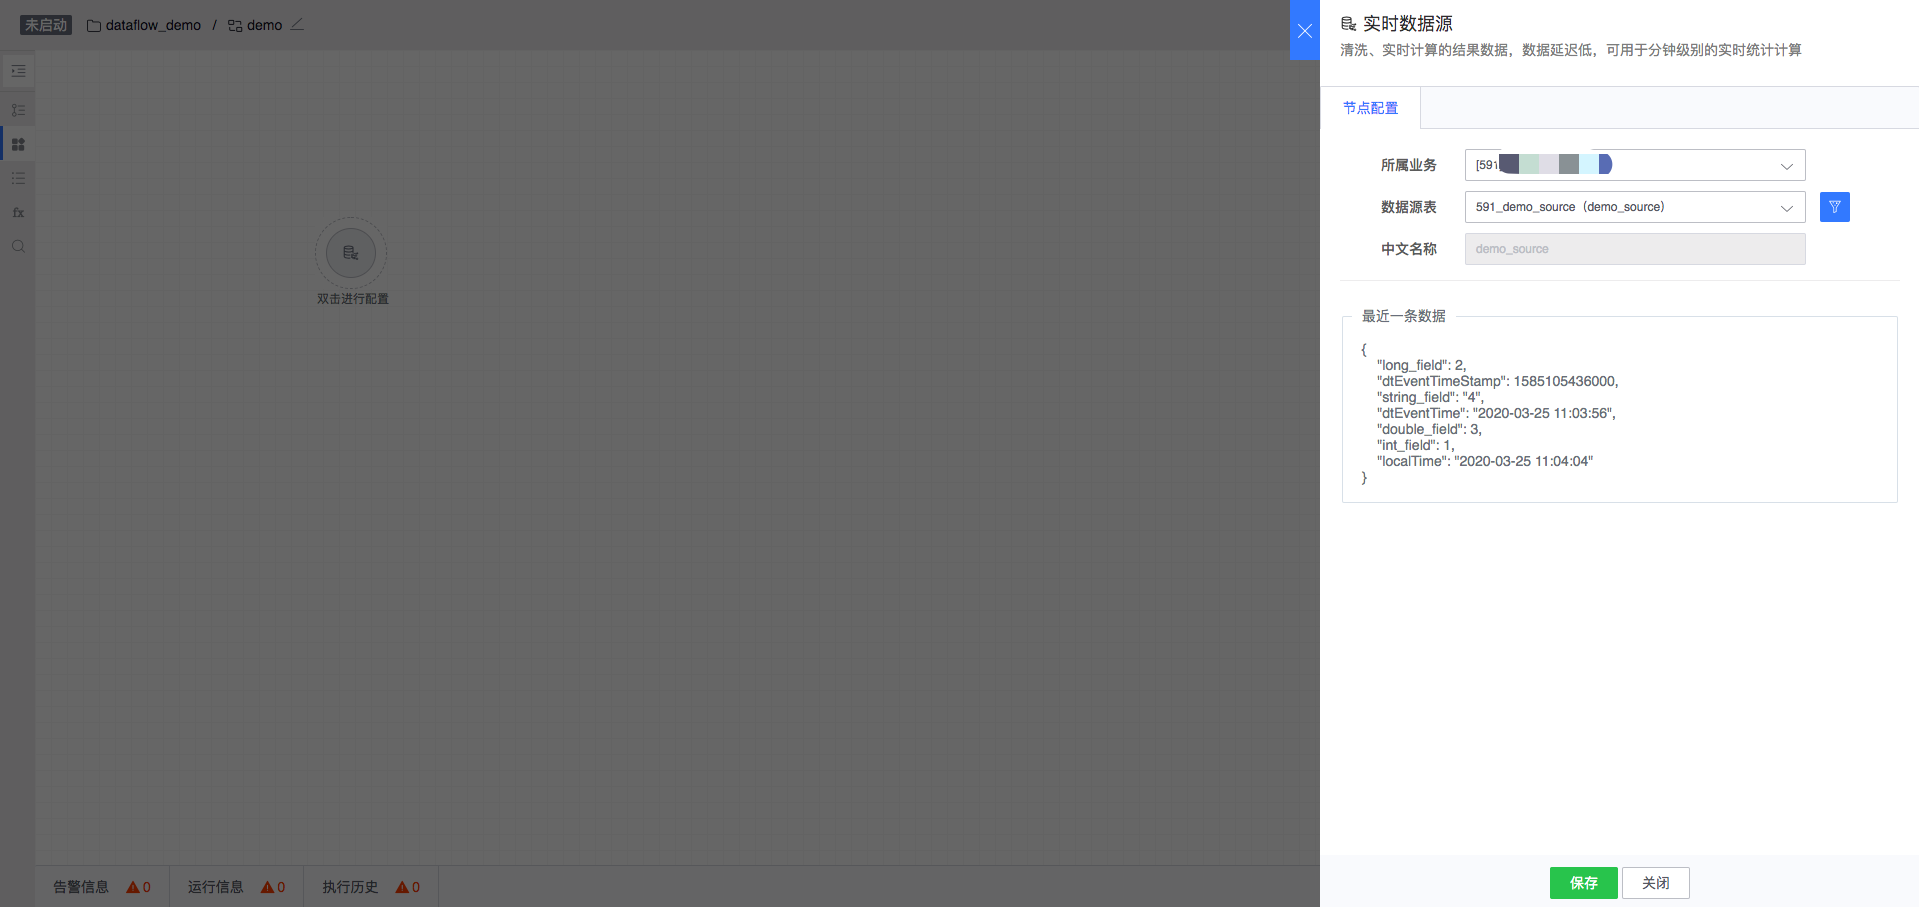 未启动 dataflow_demo / demo
fx
双击进行配置
告警信息 0 运行信息 0 执行历史 0
实时数据源
清洗、实时计算的结果数据，数据延迟低，可用于分钟级别的实时统计计算
节点配置
所属业务 [591
数据源表 591_demo_source（demo_source）
中文名称 demo_source
最近一条数据
{
"long_field": 2,
"dtEventTimeStamp": 1585105436000,
"string_field": "4",
"dtEventTime": "2020-03-25 11:03:56",
"double_field": 3,
"int_field": 1,
"localTime": "2020-03-25 11:04:04"
}
保存 关闭